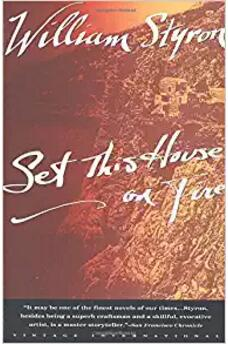 William Styron
Set This House
on Fire
"It may be one of the finest novels of our times...Styron,
besides being a superb craftsman and a skillful, evocative
artist, is a master storyteller."–San Francisco Chronicle
VINTAGE INTERNATIONAL